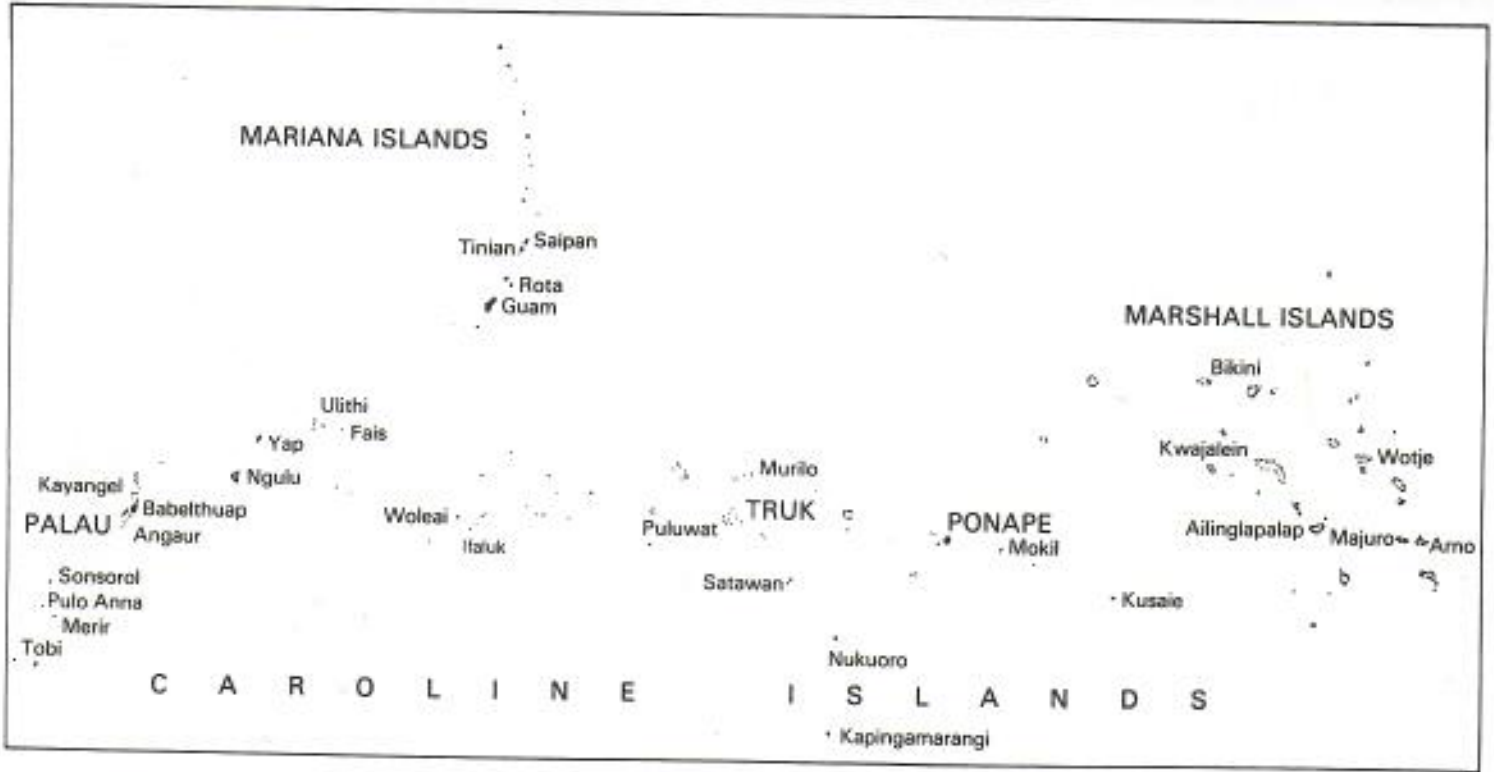 MARIANA ISLANDS
Tinian
Saipan
Rota
Guam
MARSHALL ISLANDS
Bikini
Ulithi
Fais
Yap
Ngulu
Kayangel
Babelthuap
PALAU
Angaur
Woleai
Ifaluk
Murilo
TRUK
Puluwat
Satawan
PONAPE
Mokil
Kwajalein
Wotje
Ailinglapalap
Majuro
Arno
Kusaie
Sonsorol
Pulo Anna
Merir
Tobi
Nukuoro
CAROLINE ISLANDS
Kapingamarangi